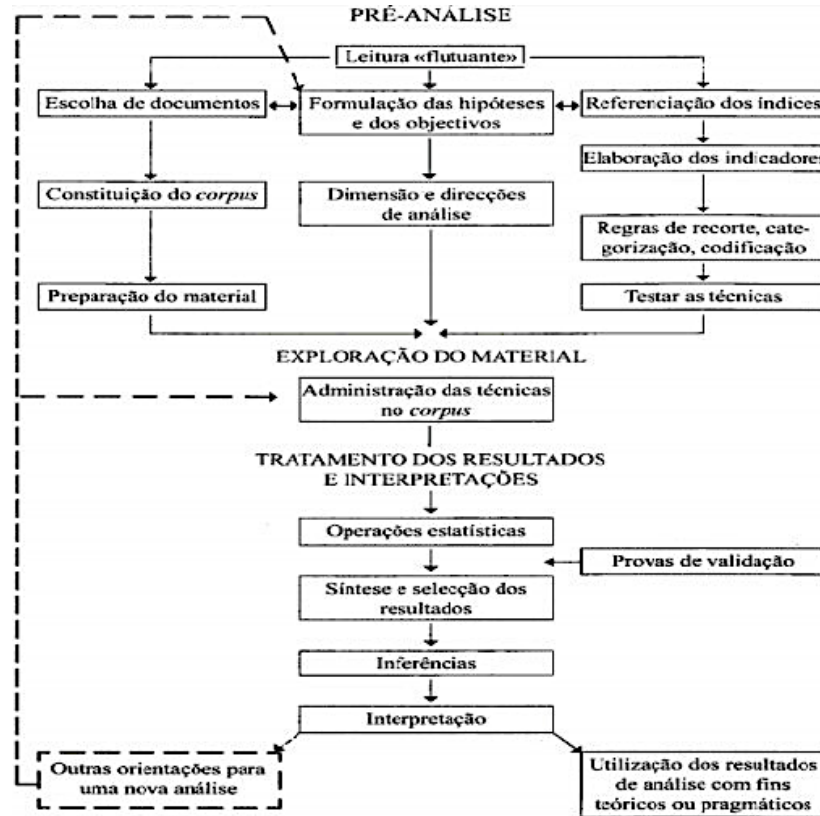 PRÉ-ANÁLISE
Leitura «flutuante»
Escolha de documentos
Formulação das hipóteses
e dos objectivos
Referenciação dos índices
Elaboração dos indicadores
Constituição do corpus
Dimensão e direcções
de análise
Regras de recorte, cate-
gorização, codificação
Preparação do material
Testar as técnicas
EXPLORAÇÃO DO MATERIAL
Administração das técnicas
no corpus
TRATAMENTO DOS RESULTADOS
E INTERPRETAÇÕES
Operações estatísticas
Provas de validação
Síntese e selecção dos
resultados
Inferências
Interpretação
Outras orientações para
uma nova análise
Utilização dos resultados
de análise com fins
teóricos ou pragmáticos